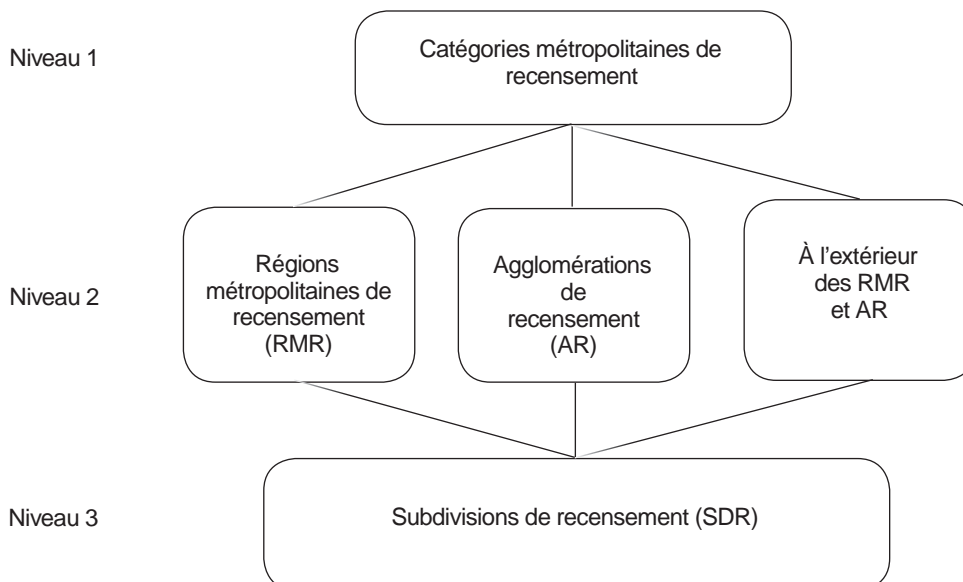 Niveau 1
Catégories métropolitaines de
recensement
Niveau 2
Régions
métropolitaines de
recensement
(RMR)
Agglomérations
de
recensement
(AR)
À l'extérieur
des RMR
et AR
Niveau 3
Subdivisions de recensement (SDR)